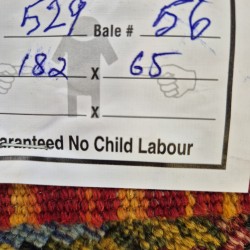 529 Bale # 56
182 x 65
x
aranteed No Child Labour